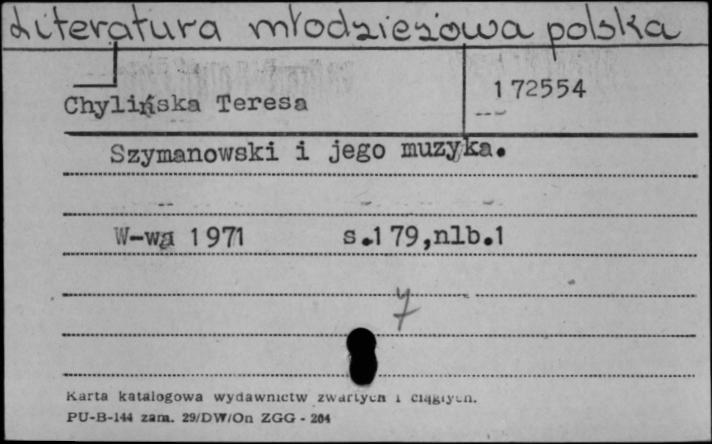 Literatura młodzieżowa polska
172554
Chylińska Teresa
Szymanowski i jego muzyka.
W-wa 1971 s.179,nlb.1
7
Karta katalogowa wydawnictw zwartych i ciągłych.
PU-B-144 zam. 29/DW/On ZGG - 204